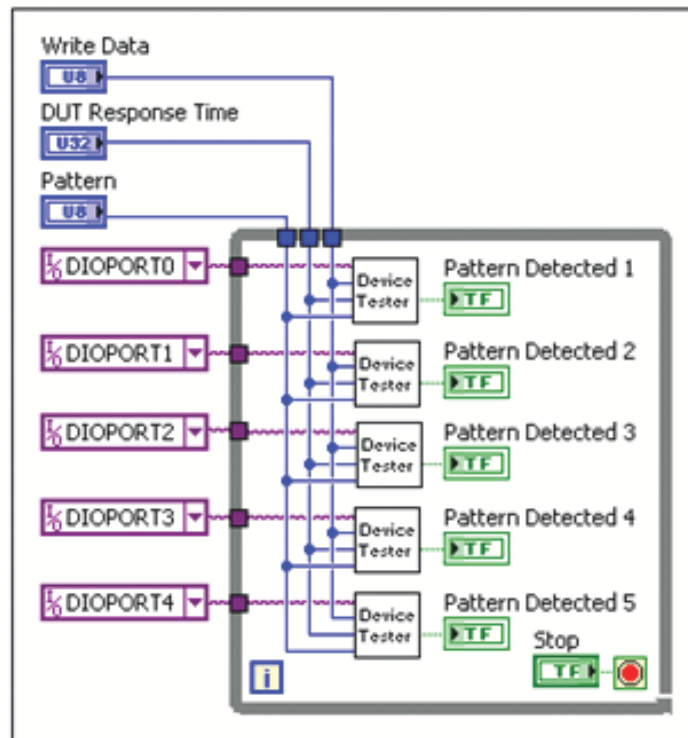 Write Data
U8
DUT Response Time
U32
Pattern
U8
I/O DIOPORT0
Device
Tester
Pattern Detected 1
TF
I/O DIOPORT1
Device
Tester
Pattern Detected 2
TF
I/O DIOPORT2
Device
Tester
Pattern Detected 3
TF
I/O DIOPORT3
Device
Tester
Pattern Detected 4
TF
I/O DIOPORT4
Device
Tester
Pattern Detected 5
TF
Stop
TF
i